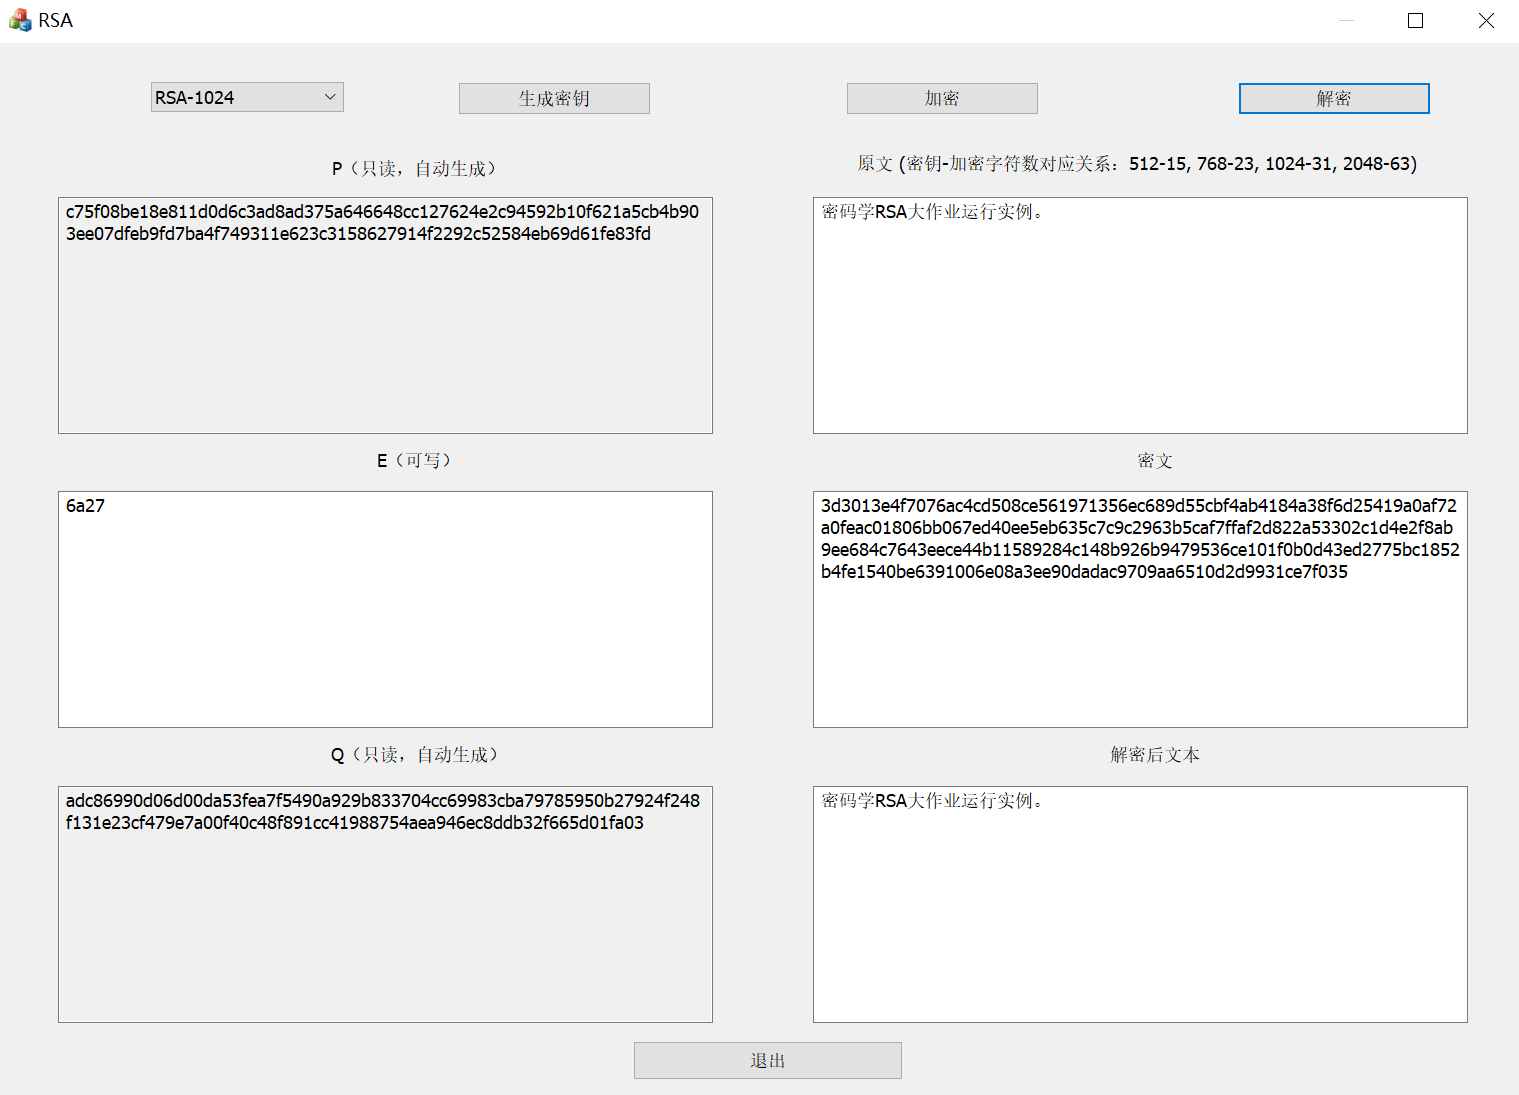 RSA
RSA-1024
生成密钥
加密
解密
P（只读，自动生成）
c75f08be18e811d0d6c3ad8ad375a646648cc127624e2c94592b10f621a5cb4b90
3ee07dfeb9fd7ba4f749311e623c3158627914f2292c52584eb69d61fe83fd
E（可写）
6a27
Q（只读，自动生成）
adc86990d06d00da53fea7f5490a929b833704cc69983cba79785950b27924f248
f131e23cf479e7a00f40c48f891cc41988754aea946ec8ddb32f665d01fa03
原文 (密钥-加密字符数对应关系：512-15, 768-23, 1024-31, 2048-63)
密码学RSA大作业运行实例。
密文
3d3013e4f7076ac4cd508ce561971356ec689d55cbf4ab4184a38f6d25419a0af72
a0feac01806bb067ed40ee5eb635c7c9c2963b5caf7ffaf2d822a53302c1d4e2f8ab
9ee684c7643eece44b11589284c148b926b9479536ce101f0b0d43ed2775bc1852
b4fe1540be6391006e08a3ee90dadac9709aa6510d2d9931ce7f035
解密后文本
密码学RSA大作业运行实例。
退出